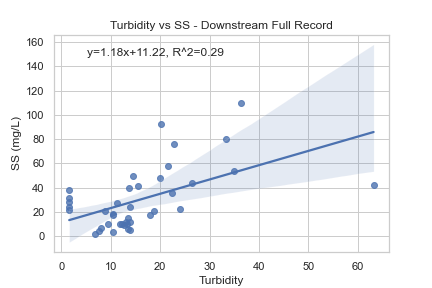 Turbidity vs SS - Downstream Full Record
y=1.18x+11.22, R^2=0.29
SS (mg/L)
160
140
120
100
80
60
40
20
0
0 10 20 30 40 50 60
Turbidity